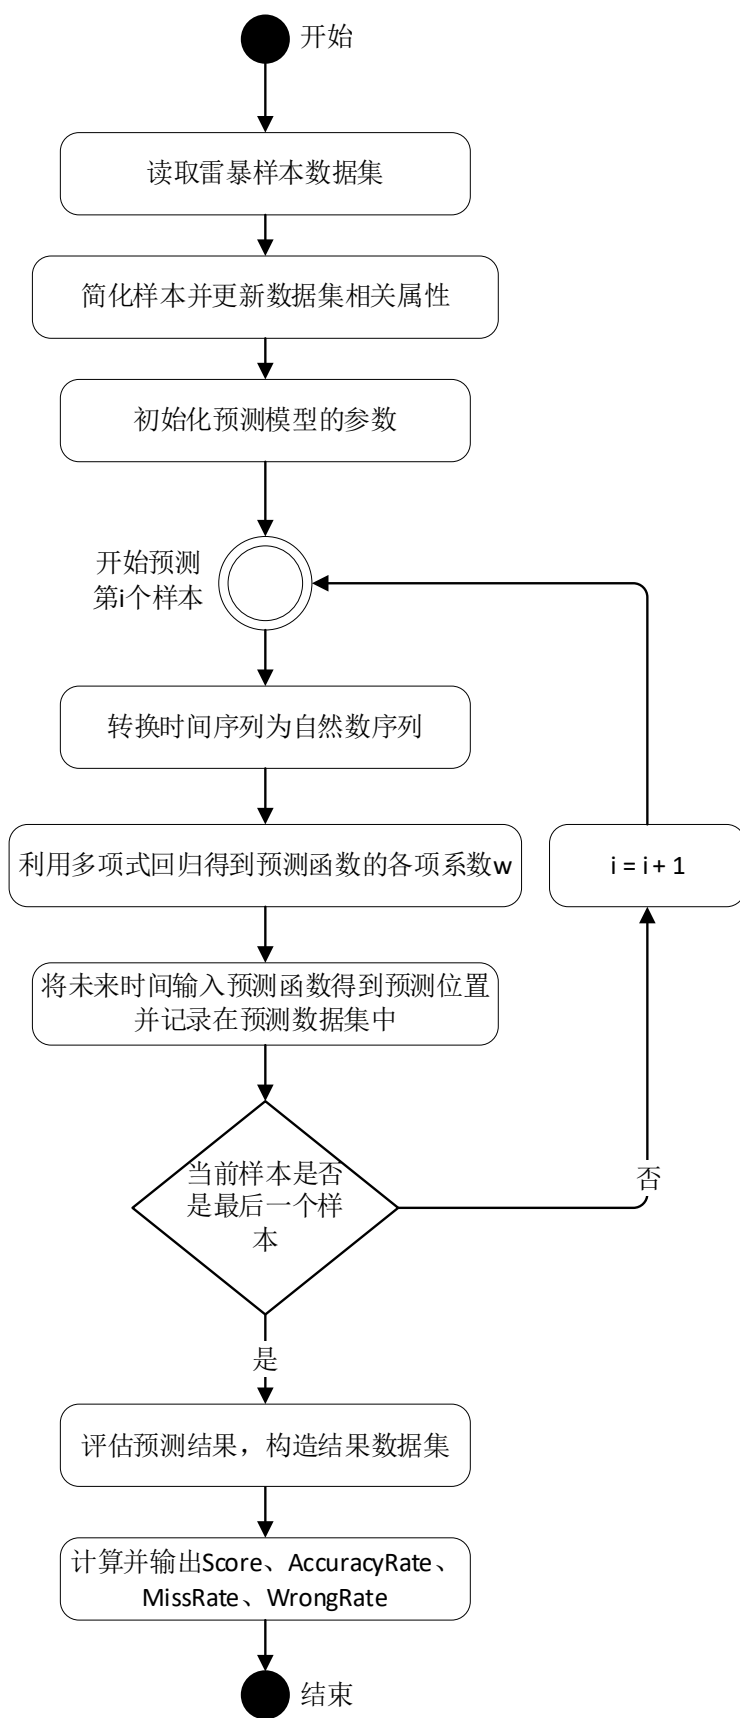 开始
读取雷暴样本数据集
简化样本并更新数据集相关属性
初始化预测模型的参数
开始预测
第i个样本
转换时间序列为自然数序列
利用多项式回归得到预测函数的各项系数w
i = i + 1
将未来时间输入预测函数得到预测位置
并记录在预测数据集中
当前样本是否
是最后一个样
本
否
是
评估预测结果，构造结果数据集
计算并输出Score、AccuracyRate、
MissRate、WrongRate
结束